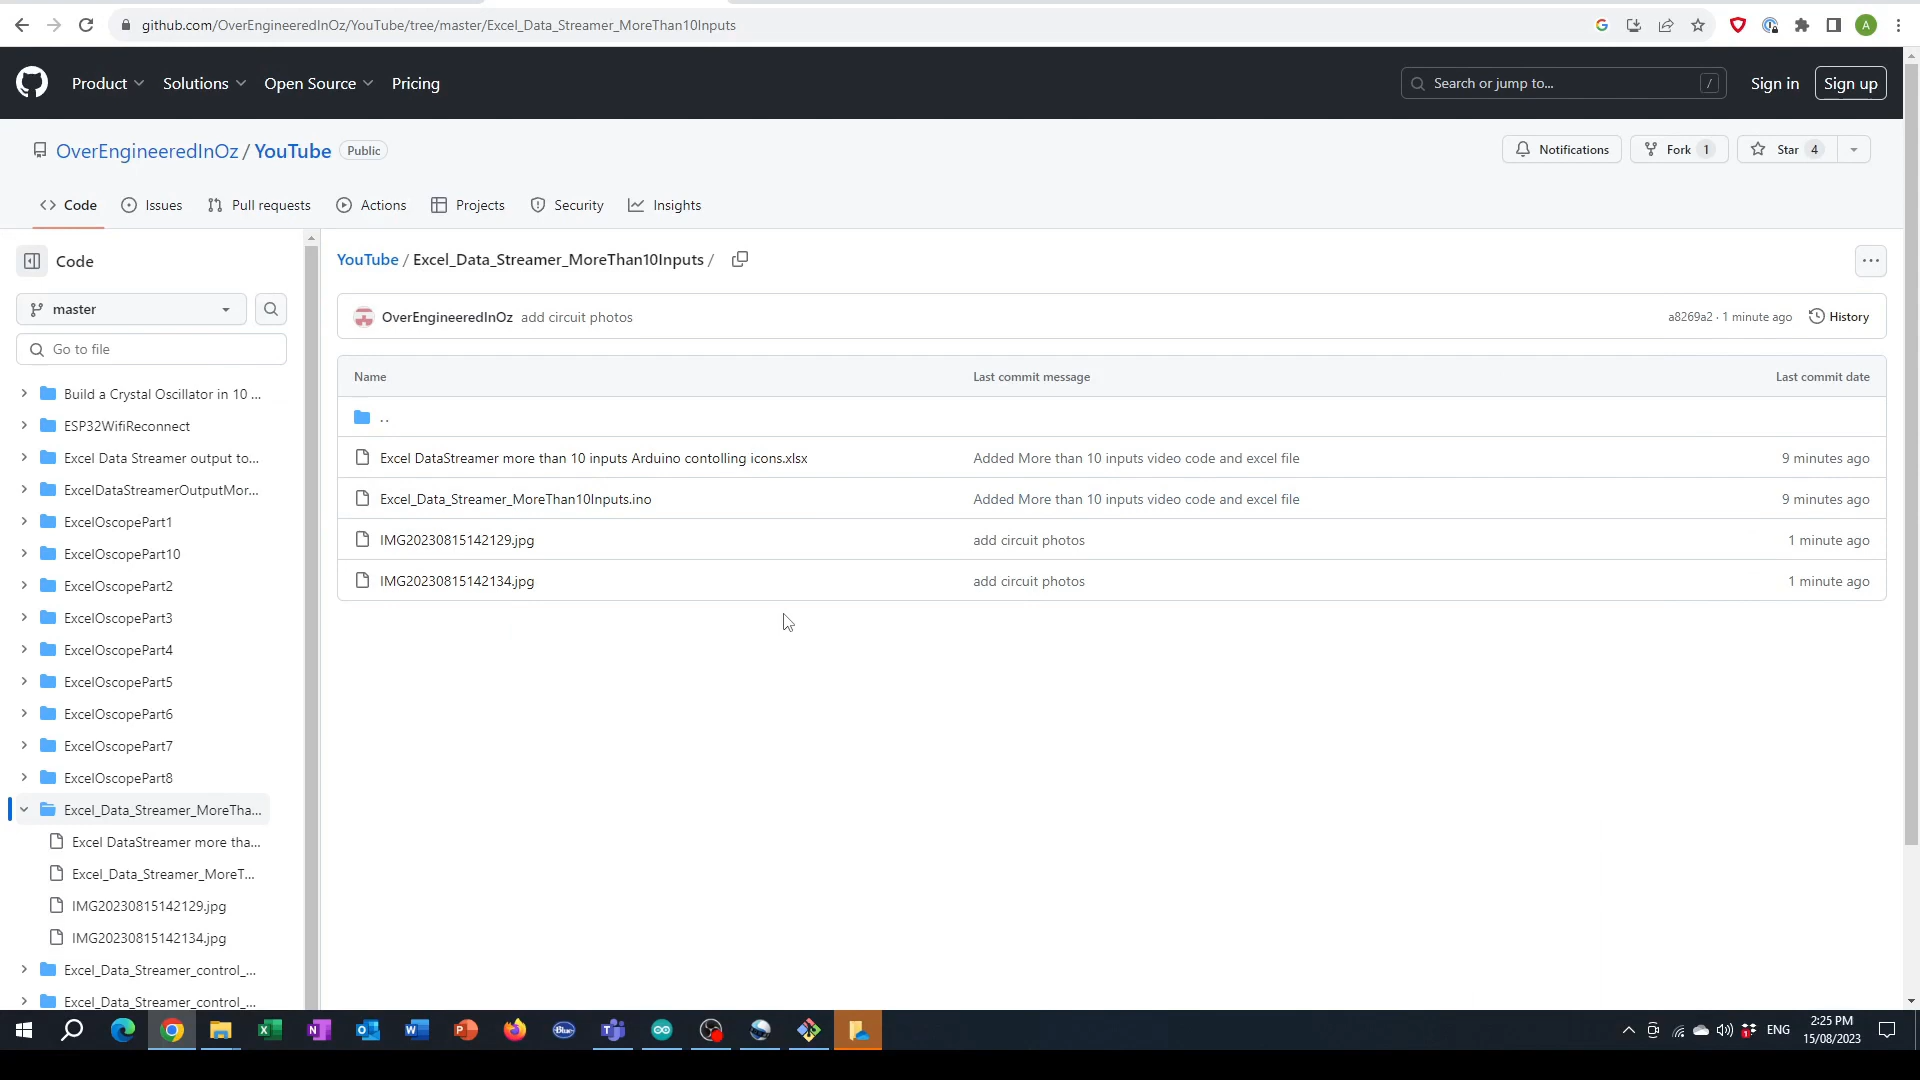 github.com/OverEngineeredInOz/YouTube/tree/master/Excel_Data_Streamer_MoreThan10Inputs
A
Product
Solutions
Open Source
Pricing
Search or jump to...
/
Sign in
Sign up
OverEngineeredInOz / YouTube
Public
Notifications
Fork 1
Star 4
Code
Issues
Pull requests
Actions
Projects
Security
Insights
Code
master
Go to file
Build a Crystal Oscillator in 10 ...
ESP32WifiReconnect
Excel Data Streamer output to...
ExcelDataStreamerOutputMor...
ExcelOscopePart1
ExcelOscopePart10
ExcelOscopePart2
ExcelOscopePart3
ExcelOscopePart4
ExcelOscopePart5
ExcelOscopePart6
ExcelOscopePart7
ExcelOscopePart8
Excel_Data_Streamer_MoreTha...
Excel DataStreamer more tha...
Excel_Data_Streamer_MoreT...
IMG20230815142129.jpg
IMG20230815142134.jpg
Excel_Data_Streamer_control_...
Excel_Data_Streamer_control_...
YouTube / Excel_Data_Streamer_MoreThan10Inputs /
OverEngineeredInOz add circuit photos
a8269a2 · 1 minute ago
History
Name Last commit message Last commit date
..
Excel DataStreamer more than 10 inputs Arduino contolling icons.xlsx Added More than 10 inputs video code and excel file 9 minutes ago
Excel_Data_Streamer_MoreThan10Inputs.ino Added More than 10 inputs video code and excel file 9 minutes ago
IMG20230815142129.jpg add circuit photos 1 minute ago
IMG20230815142134.jpg add circuit photos 1 minute ago
ENG
2:25 PM
15/08/2023